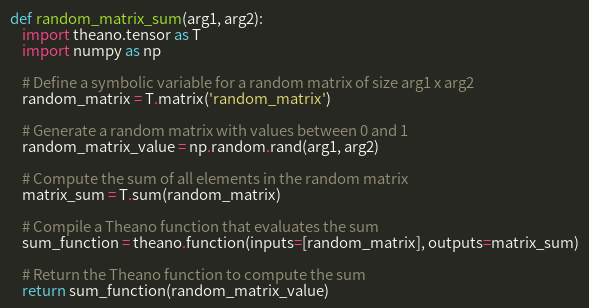 def random_matrix_sum(arg1, arg2):
    import theano.tensor as T
    import numpy as np

    # Define a symbolic variable for a random matrix of size arg1 x arg2
    random_matrix = T.matrix('random_matrix')

    # Generate a random matrix with values between 0 and 1
    random_matrix_value = np.random.rand(arg1, arg2)

    # Compute the sum of all elements in the random matrix
    matrix_sum = T.sum(random_matrix)

    # Compile a Theano function that evaluates the sum
    sum_function = theano.function(inputs=[random_matrix], outputs=matrix_sum)

    # Return the Theano function to compute the sum
    return sum_function(random_matrix_value)